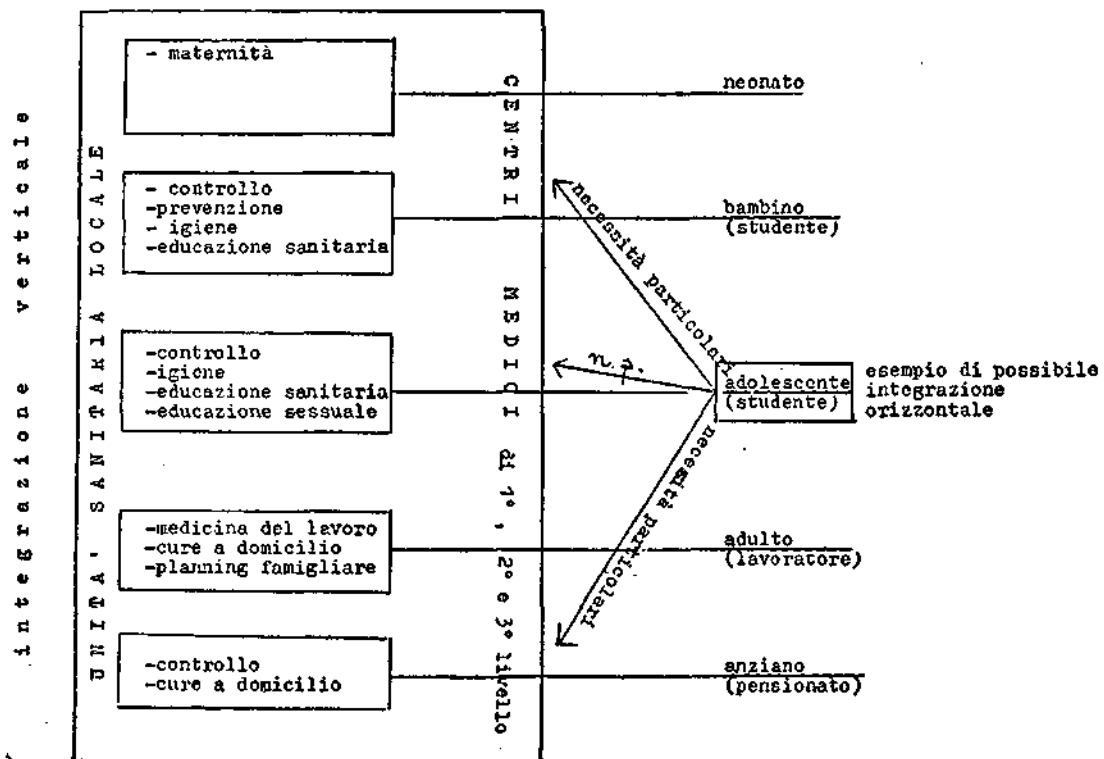 integrazione verticale
UNITA' SANITARIA LOCALE
- maternità
- controllo
-prevenzione
- igiene
-educazione sanitaria
-controllo
-igiene
-educazione sanitaria
-educazione sessuale
-medicina del lavoro
-cure a domicilio
-planning famigliare
-controllo
-cure a domicilio
CENTRI MEDICI di 1°, 2° e 3° livello
neonato
bambino
(studente)
necessità particolari
n.p.
necessità particolari
adolescente
(studente)
esempio di possibile
integrazione
orizzontale
adulto
(lavoratore)
anziano
(pensionato)